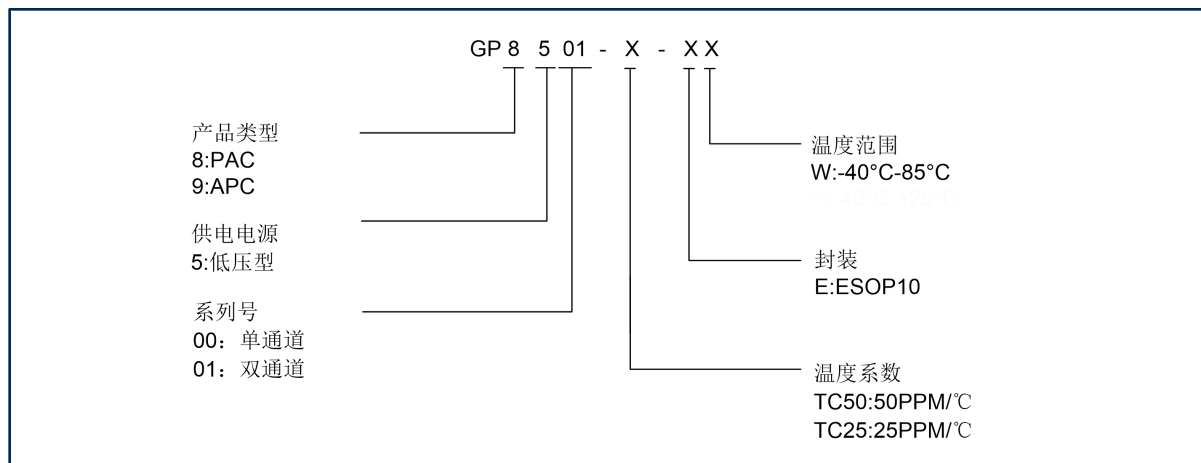 GP 8 5 01 - X - X X
产品类型
8:PAC
9:APC
供电电源
5:低压型
系列号
00：单通道
01：双通道
温度范围
W:-40°C-85°C
封装
E:ESOP10
温度系数
TC50:50PPM/℃
TC25:25PPM/℃